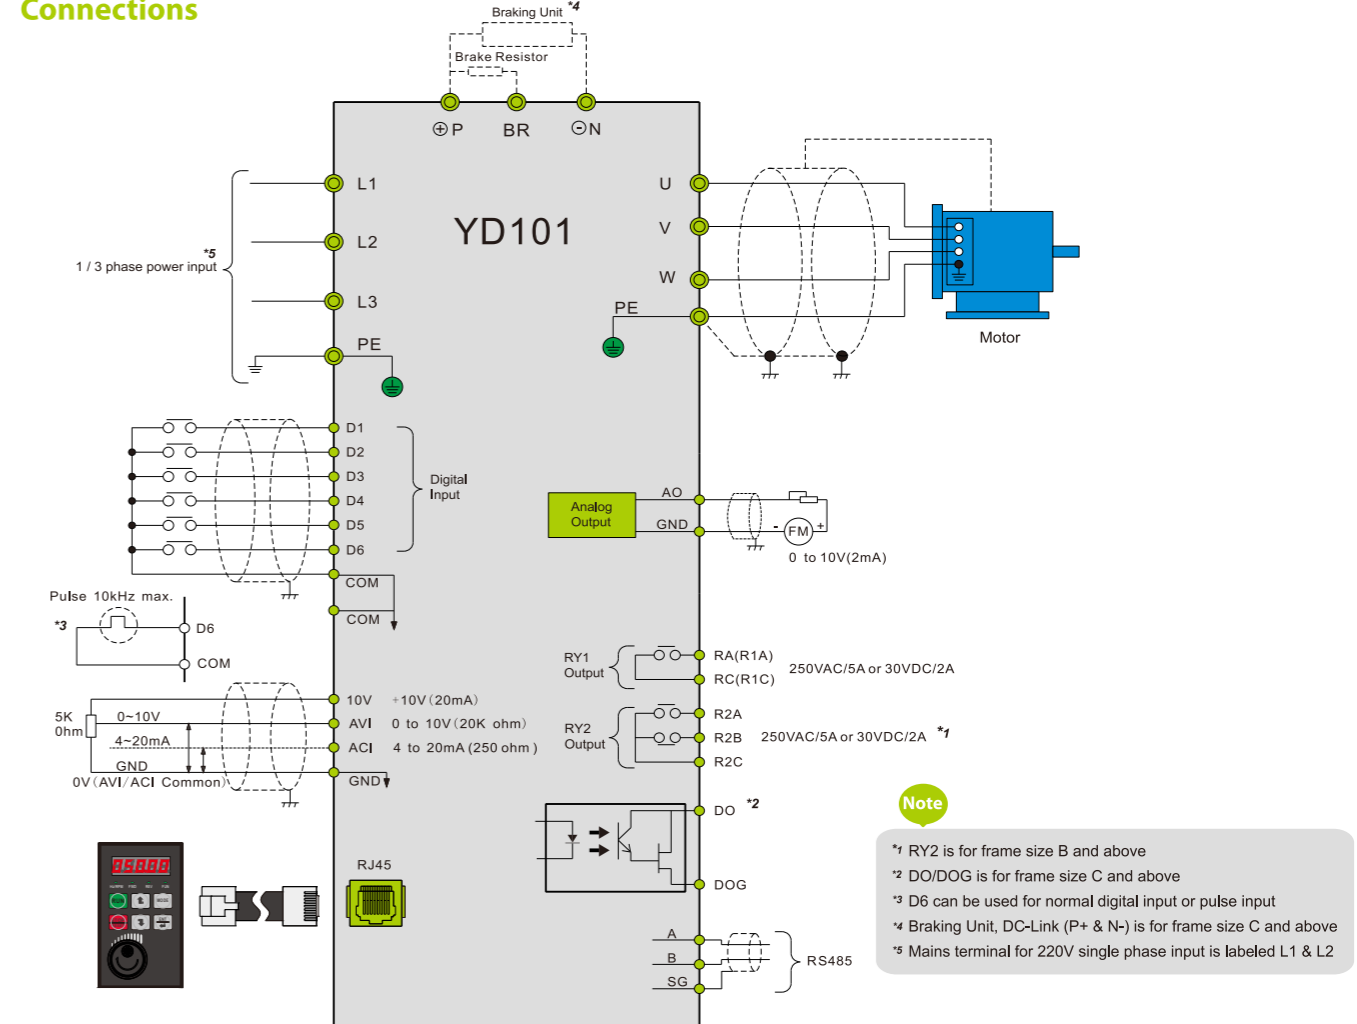 Connections
Braking Unit *4
Brake Resistor
⊕P BR ⊖N
L1
L2
L3
PE
*5
1 / 3 phase power input
YD101
U
V
W
PE
Motor
D1
D2
D3
D4
D5
D6
Digital
Input
COM
COM
Pulse 10kHz max.
*3
D6
COM
Analog
Output
AO
GND
- FM +
0 to 10V(2mA)
5K
0hm
0~10V
4~20mA
GND
0V(AVI/ACI Common)
10V +10V(20mA)
AVI 0 to 10V(20K ohm)
ACI 4 to 20mA(250 ohm)
GND
RY1
Output
RA(R1A)
RC(R1C)
250VAC/5A or 30VDC/2A
RY2
Output
R2A
R2B
R2C
250VAC/5A or 30VDC/2A *1
DO *2
DOG
RJ45
A
B
SG
RS485
Note
*1 RY2 is for frame size B and above
*2 DO/DOG is for frame size C and above
*3 D6 can be used for normal digital input or pulse input
*4 Braking Unit, DC-Link (P+ & N-) is for frame size C and above
*5 Mains terminal for 220V single phase input is labeled L1 & L2